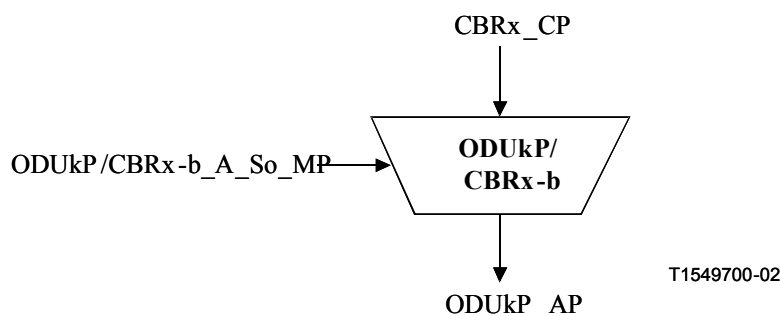 CBRx_CP
ODUkP/CBRx-b_A_So_MP
ODUkP/
CBRx-b
T1549700-02
ODUkP AP